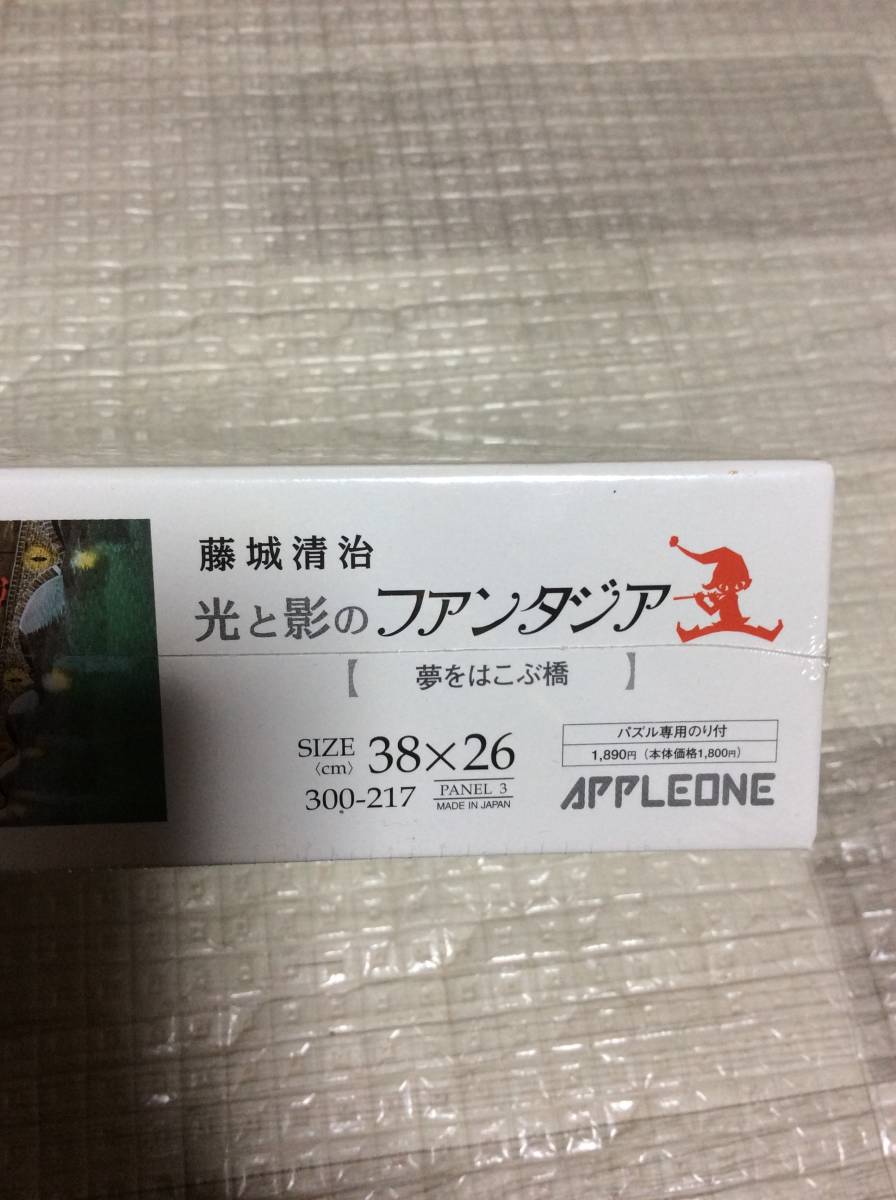 藤城清治
光と影のファンタジア
【 夢をはこぶ橋 】
SIZE〈cm〉 38×26
300-217 PANEL 3 MADE IN JAPAN
パズル専用のり付
1,890円 (本体価格1,800円)
APPLEONE